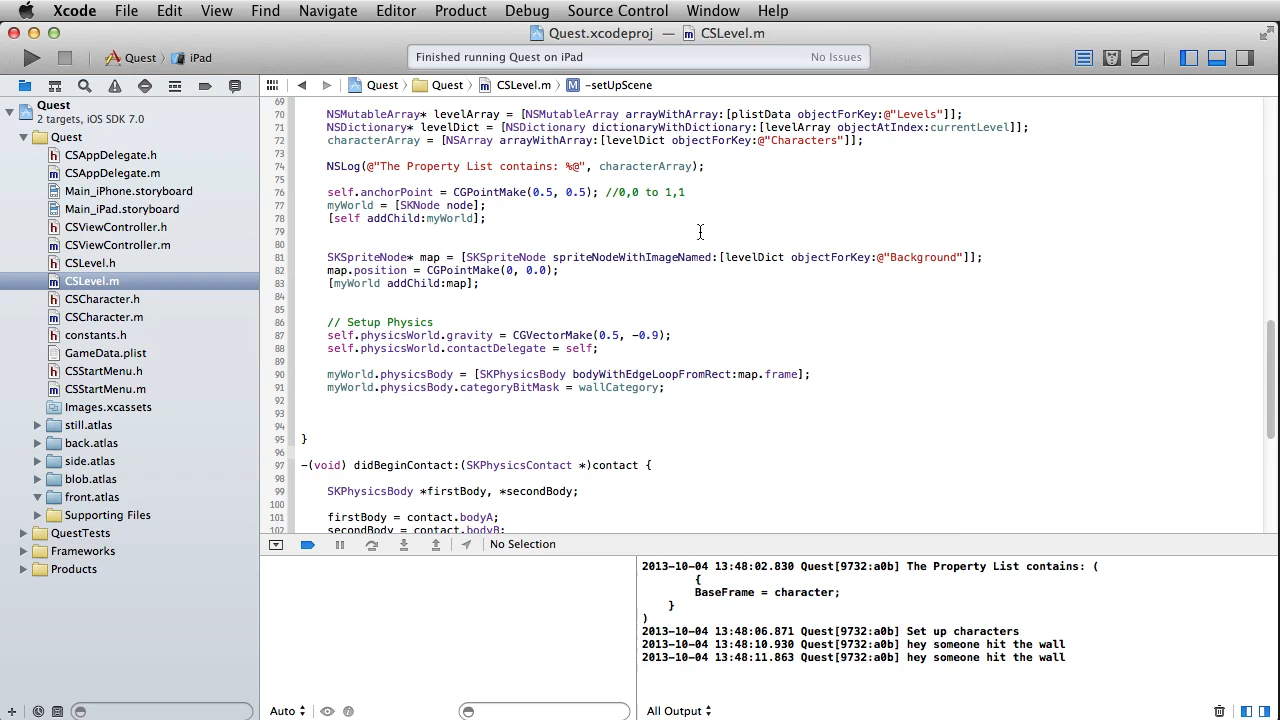 Xcode File Edit View Find Navigate Editor Product Debug Source Control Window Help
Quest.xcodeproj — CSLevel.m
Quest iPad
Finished running Quest on iPad No Issues
Quest Quest CSLevel.m -setUpScene
Quest
2 targets, iOS SDK 7.0
Quest
CSAppDelegate.h
CSAppDelegate.m
Main_iPhone.storyboard
Main_iPad.storyboard
CSViewController.h
CSViewController.m
CSLevel.h
CSLevel.m
CSCharacter.h
CSCharacter.m
constants.h
GameData.plist
CSStartMenu.h
CSStartMenu.m
Images.xcassets
still.atlas
back.atlas
side.atlas
blob.atlas
front.atlas
Supporting Files
QuestTests
Frameworks
Products
69
70 NSMutableArray* levelArray = [NSMutableArray arrayWithArray:[plistData objectForKey:@"Levels"]];
71 NSDictionary* levelDict = [NSDictionary dictionaryWithDictionary:[levelArray objectAtIndex:currentLevel]];
72 characterArray = [NSArray arrayWithArray:[levelDict objectForKey:@"Characters"]];
73
74 NSLog(@"The Property List contains: %@", characterArray);
75
76 self.anchorPoint = CGPointMake(0.5, 0.5); //0,0 to 1,1
77 myWorld = [SKNode node];
78 [self addChild:myWorld];
79
80
81 SKSpriteNode* map = [SKSpriteNode spriteNodeWithImageNamed:[levelDict objectForKey:@"Background"]];
82 map.position = CGPointMake(0, 0.0);
83 [myWorld addChild:map];
84
85
86 // Setup Physics
87 self.physicsWorld.gravity = CGVectorMake(0.5, -0.9);
88 self.physicsWorld.contactDelegate = self;
89
90 myWorld.physicsBody = [SKPhysicsBody bodyWithEdgeLoopFromRect:map.frame];
91 myWorld.physicsBody.categoryBitMask = wallCategory;
92
93
94
95 }
96
97 -(void) didBeginContact:(SKPhysicsContact *)contact {
98
99 SKPhysicsBody *firstBody, *secondBody;
100
101 firstBody = contact.bodyA;
102 secondBody = contact.bodyB;
No Selection
2013-10-04 13:48:02.830 Quest[9732:a0b] The Property List contains: (
{
BaseFrame = character;
}
)
2013-10-04 13:48:06.871 Quest[9732:a0b] Set up characters
2013-10-04 13:48:10.930 Quest[9732:a0b] hey someone hit the wall
2013-10-04 13:48:11.863 Quest[9732:a0b] hey someone hit the wall
Auto All Output